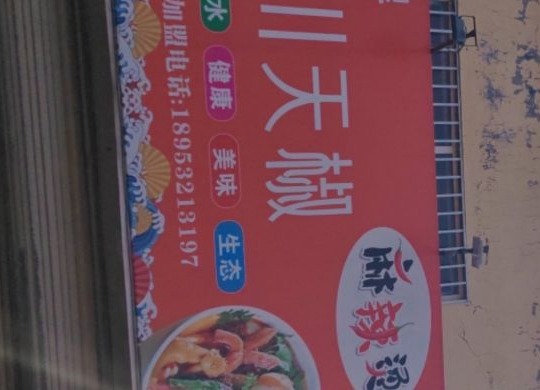 川天椒
水 健康 美味 生态
加盟电话:18953213197
麻辣烫